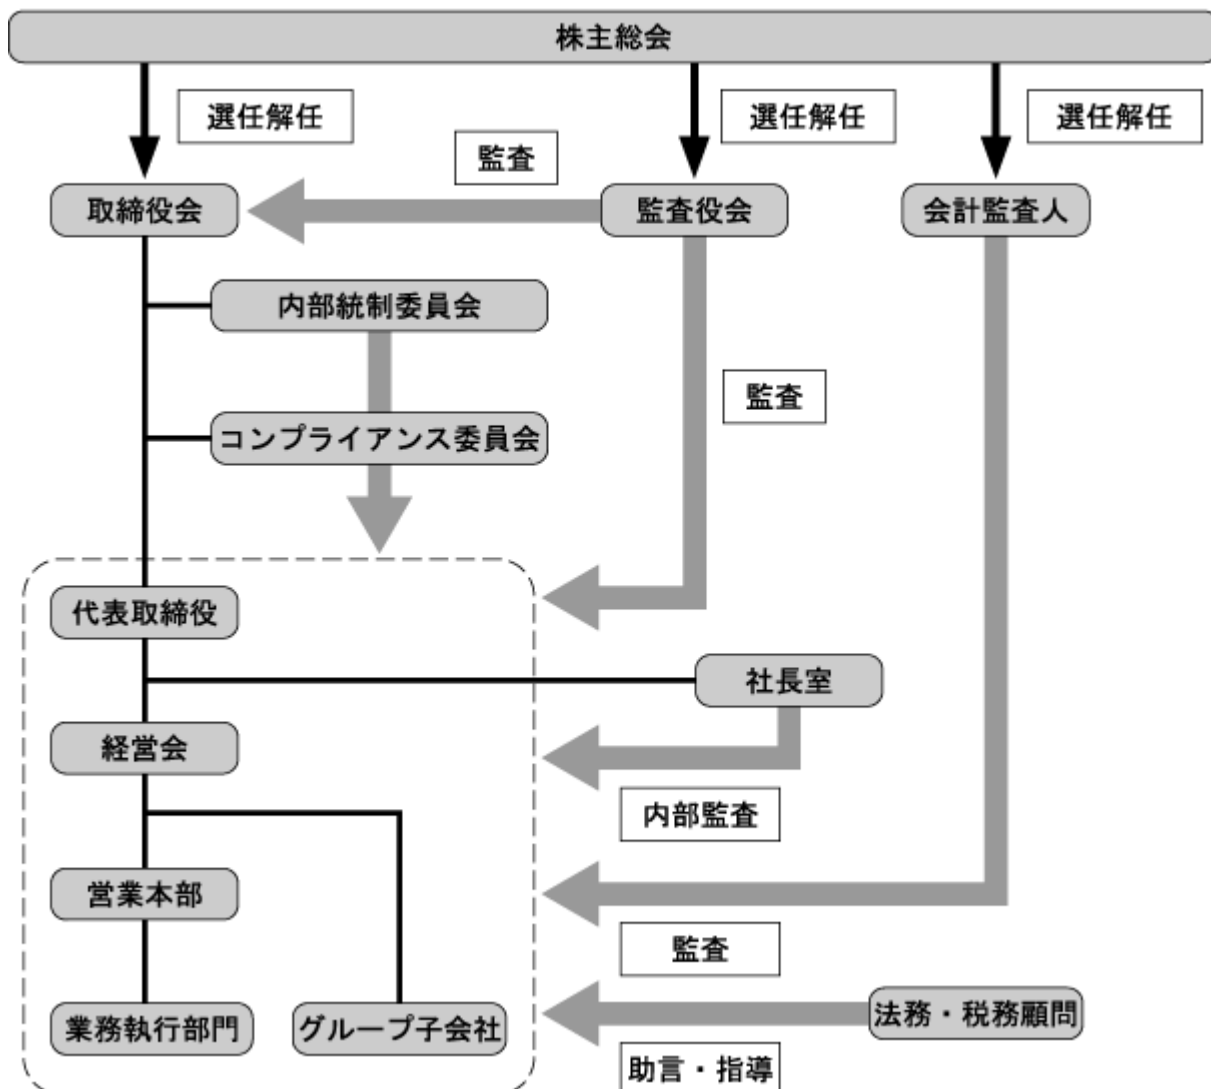 株主総会
選任解任
選任解任
選任解任
監査
取締役会
監査役会
会計監査人
内部統制委員会
監査
コンプライアンス委員会
代表取締役
社長室
経営会
内部監査
営業本部
監査
業務執行部門
グループ子会社
法務・税務顧問
助言・指導